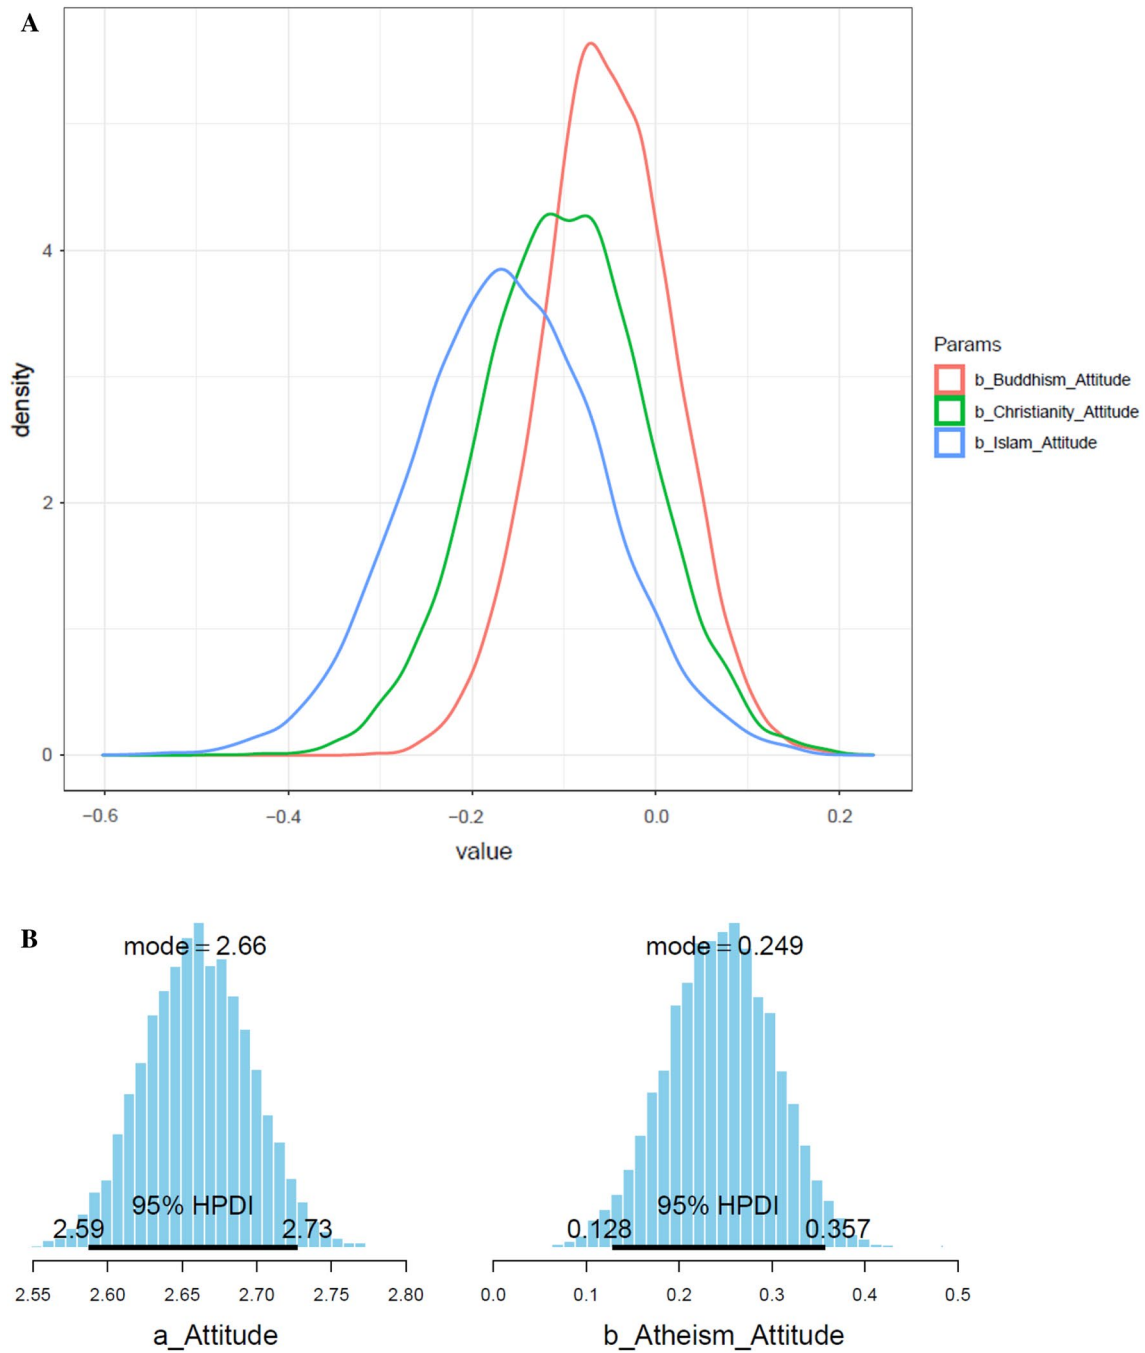 A
4
2
0
density
−0.6 −0.4 −0.2 0.0 0.2
value
Params
b_Buddhism_Attitude
b_Christianity_Attitude
b_Islam_Attitude
B
mode = 2.66
95% HPDI
2.59 2.73
2.55 2.60 2.65 2.70 2.75 2.80
a_Attitude
mode = 0.249
95% HPDI
0.128 0.357
0.0 0.1 0.2 0.3 0.4 0.5
b_Atheism_Attitude